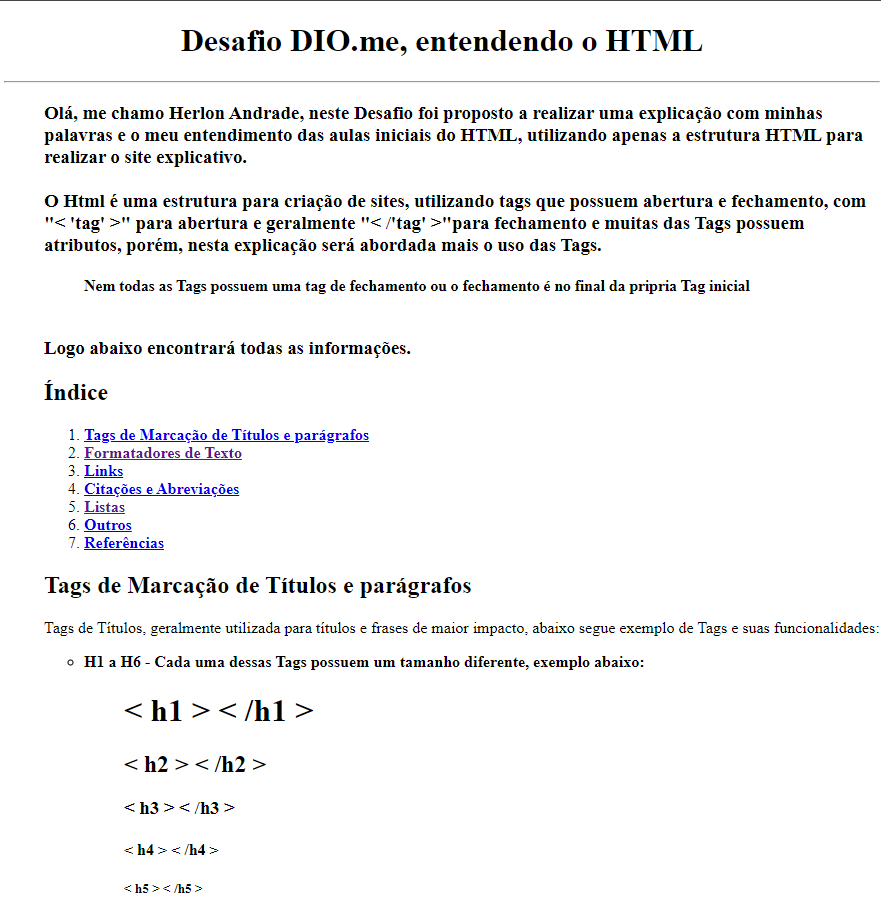 Desafio DIO.me, entendendo o HTML
Olá, me chamo Herlon Andrade, neste Desafio foi proposto a realizar uma explicação com minhas
palavras e o meu entendimento das aulas iniciais do HTML, utilizando apenas a estrutura HTML para
realizar o site explicativo.
O Html é uma estrutura para criação de sites, utilizando tags que possuem abertura e fechamento, com
"< 'tag' >" para abertura e geralmente "< /'tag' >"para fechamento e muitas das Tags possuem
atributos, porém, nesta explicação será abordada mais o uso das Tags.
Nem todas as Tags possuem uma tag de fechamento ou o fechamento é no final da pripria Tag inicial
Logo abaixo encontrará todas as informações.
Índice
1. Tags de Marcação de Títulos e parágrafos
2. Formatadores de Texto
3. Links
4. Citações e Abreviações
5. Listas
6. Outros
7. Referências
Tags de Marcação de Títulos e parágrafos
Tags de Títulos, geralmente utilizada para títulos e frases de maior impacto, abaixo segue exemplo de Tags e suas funcionalidades:
H1 a H6 - Cada uma dessas Tags possuem um tamanho diferente, exemplo abaixo:
< h1 > < /h1 >
< h2 > < /h2 >
< h3 > < /h3 >
< h4 > < /h4 >
< h5 > < /h5 >